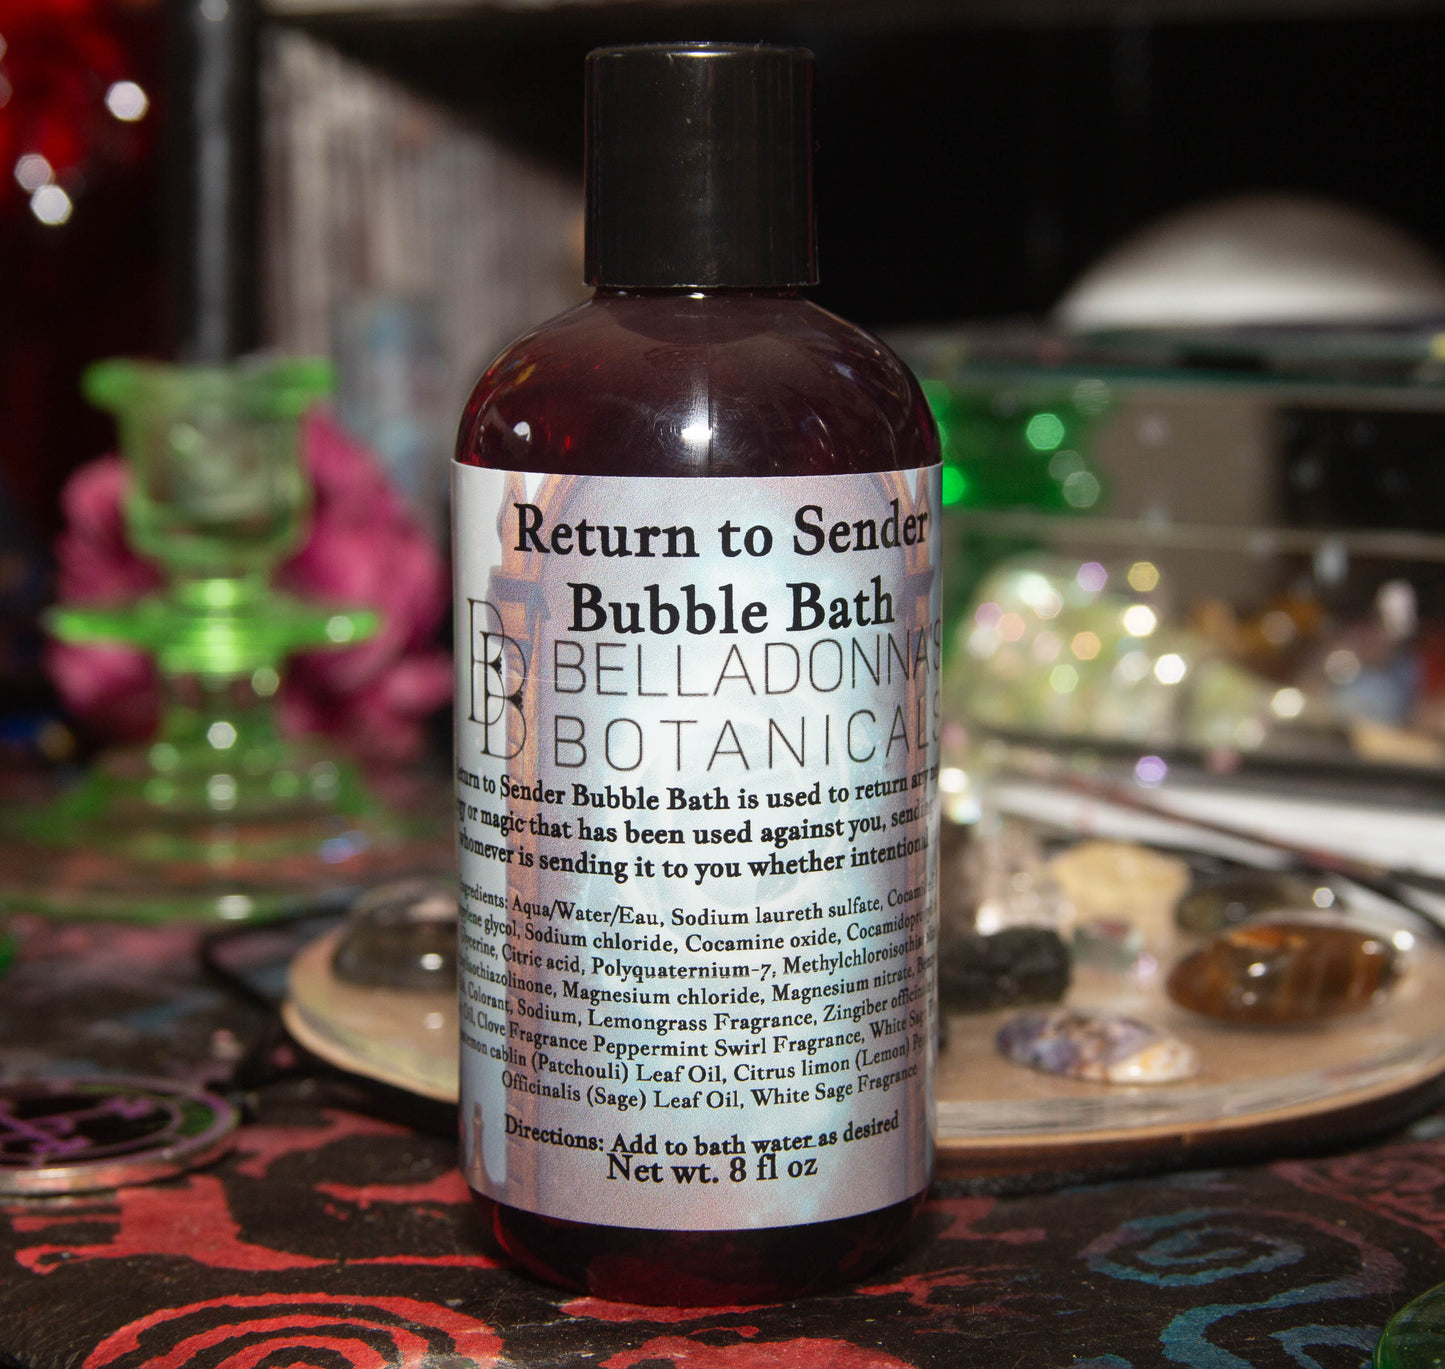 Return to Sender
Bubble Bath
BB BELLADONNA'S
BOTANICALS
to Sender Bubble Bath is used to return any
or magic that has been used against you, sending
whomever is sending it to you whether
Ingredients: Aqua/Water/Eau, Sodium laureth sulfate,
glycol, Sodium chloride, Cocamine oxide,
Glycerine, Citric acid, Polyquaternium-7,
Magnesium chloride, Magnesium nitrate,
Colorant, Sodium, Lemongrass Fragrance, Zingiber
Oil, Clove Fragrance Peppermint Swirl Fragrance, White
cablin (Patchouli) Leaf Oil, Citrus limon (Lemon)
Officinalis (Sage) Leaf Oil, White Sage Fragrance
Directions: Add to bath water as desired
Net wt. 8 fl oz